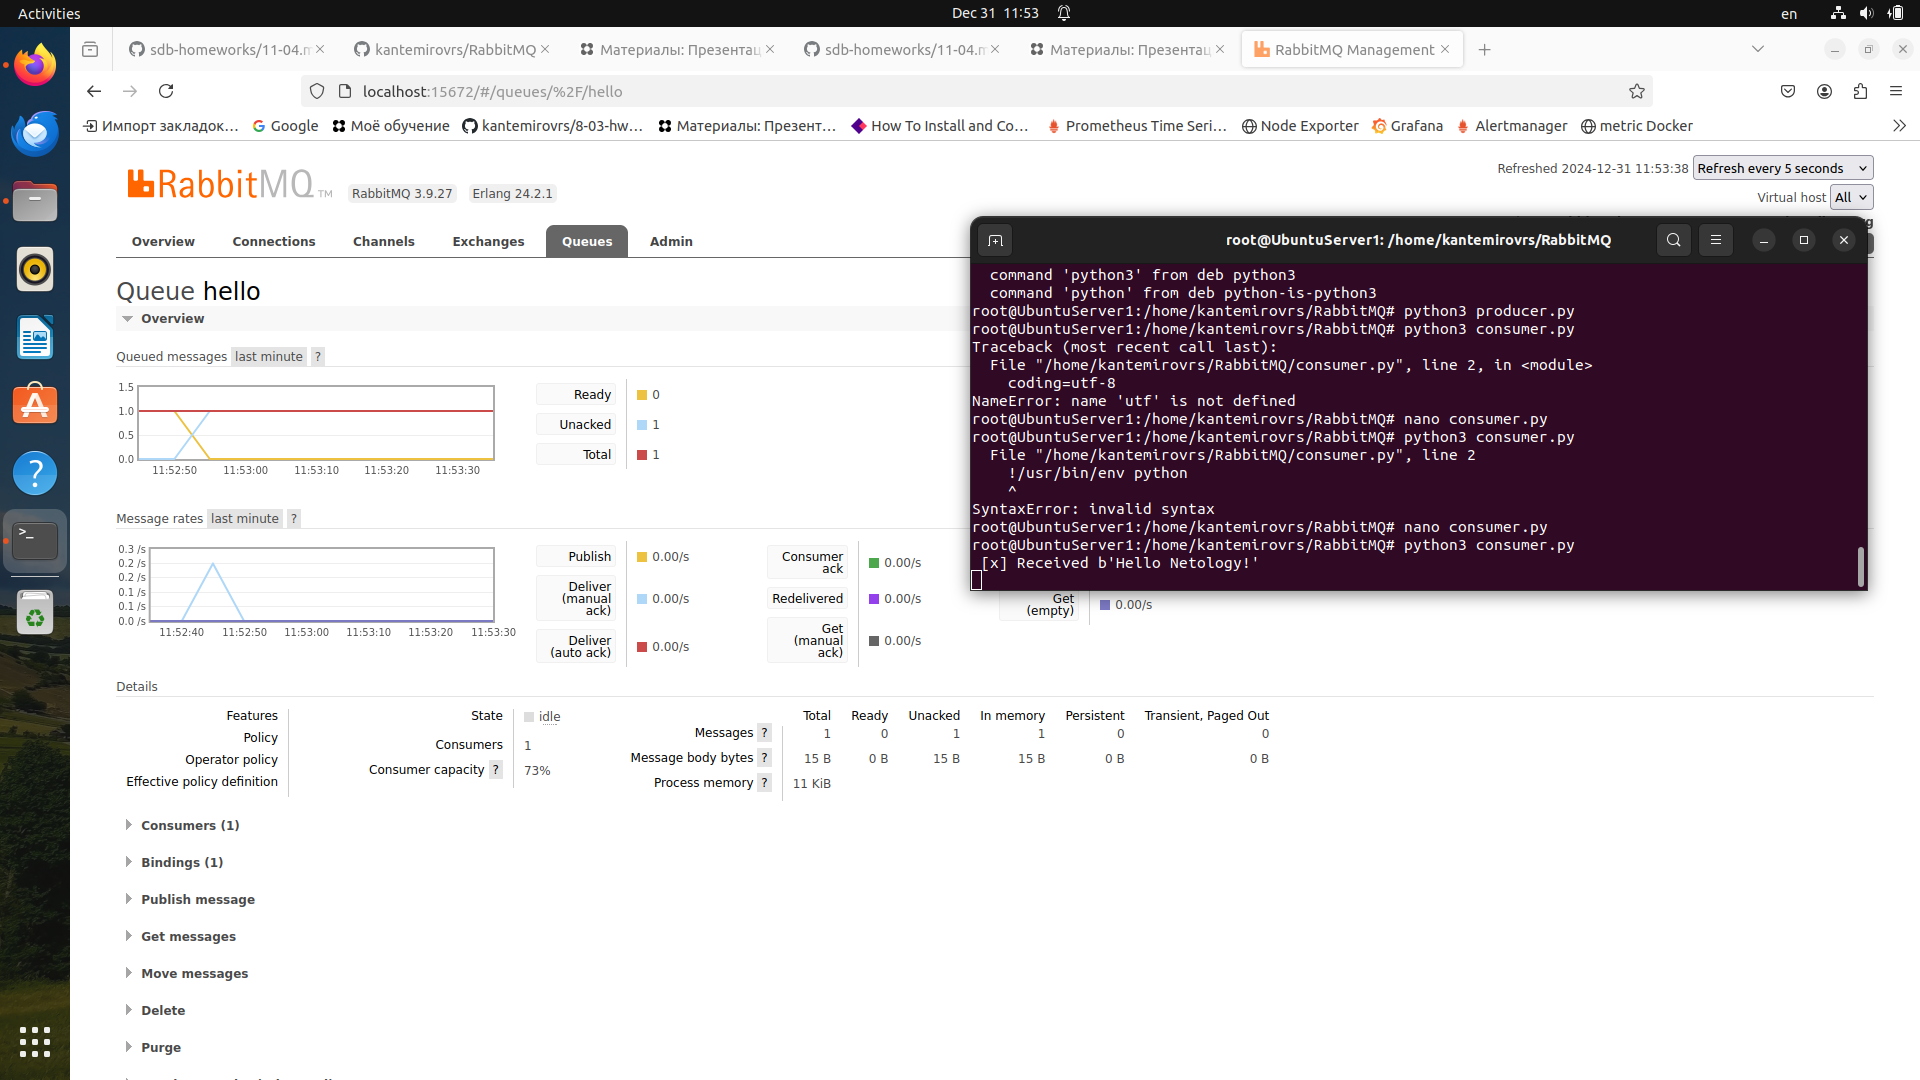 Activities
Dec 31 11:53
en
sdb-homeworks/11-04.m
kantemirovrs/RabbitMQ
Материалы: Презентац
sdb-homeworks/11-04.m
Материалы: Презентац
RabbitMQ Management
localhost:15672/#/queues/%2F/hello
Импорт закладок…
Google
Моё обучение
kantemirovrs/8-03-hw…
Материалы: Презент…
How To Install and Co…
Prometheus Time Seri…
Node Exporter
Grafana
Alertmanager
metric Docker
RabbitMQ TM
RabbitMQ 3.9.27
Erlang 24.2.1
Refreshed 2024-12-31 11:53:38
Refresh every 5 seconds
Virtual host All
Overview
Connections
Channels
Exchanges
Queues
Admin
Queue hello
Overview
Queued messages last minute ?
1.5
1.0
0.5
0.0
11:52:50 11:53:00 11:53:10 11:53:20 11:53:30
Ready 0
Unacked 1
Total 1
Message rates last minute ?
0.3 /s
0.2 /s
0.2 /s
0.1 /s
0.1 /s
0.0 /s
11:52:40 11:52:50 11:53:00 11:53:10 11:53:20 11:53:30
Publish 0.00/s
Deliver
(manual
ack)
0.00/s
Deliver
(auto ack)
0.00/s
Consumer
ack
0.00/s
Redelivered 0.00/s
Get
(manual
ack)
0.00/s
Get
(empty)
0.00/s
root@UbuntuServer1: /home/kantemirovrs/RabbitMQ
command 'python3' from deb python3
command 'python' from deb python-is-python3
root@UbuntuServer1:/home/kantemirovrs/RabbitMQ# python3 producer.py
root@UbuntuServer1:/home/kantemirovrs/RabbitMQ# python3 consumer.py
Traceback (most recent call last):
File "/home/kantemirovrs/RabbitMQ/consumer.py", line 2, in <module>
coding=utf-8
NameError: name 'utf' is not defined
root@UbuntuServer1:/home/kantemirovrs/RabbitMQ# nano consumer.py
root@UbuntuServer1:/home/kantemirovrs/RabbitMQ# python3 consumer.py
File "/home/kantemirovrs/RabbitMQ/consumer.py", line 2
!/usr/bin/env python
^
SyntaxError: invalid syntax
root@UbuntuServer1:/home/kantemirovrs/RabbitMQ# nano consumer.py
root@UbuntuServer1:/home/kantemirovrs/RabbitMQ# python3 consumer.py
[x] Received b'Hello Netology!'
Details
Features
Policy
Operator policy
Effective policy definition
State idle
Consumers 1
Consumer capacity ? 73%
Total Ready Unacked In memory Persistent Transient, Paged Out
Messages ? 1 0 1 1 0 0
Message body bytes ? 15 B 0 B 15 B 15 B 0 B 0 B
Process memory ? 11 KiB
Consumers (1)
Bindings (1)
Publish message
Get messages
Move messages
Delete
Purge